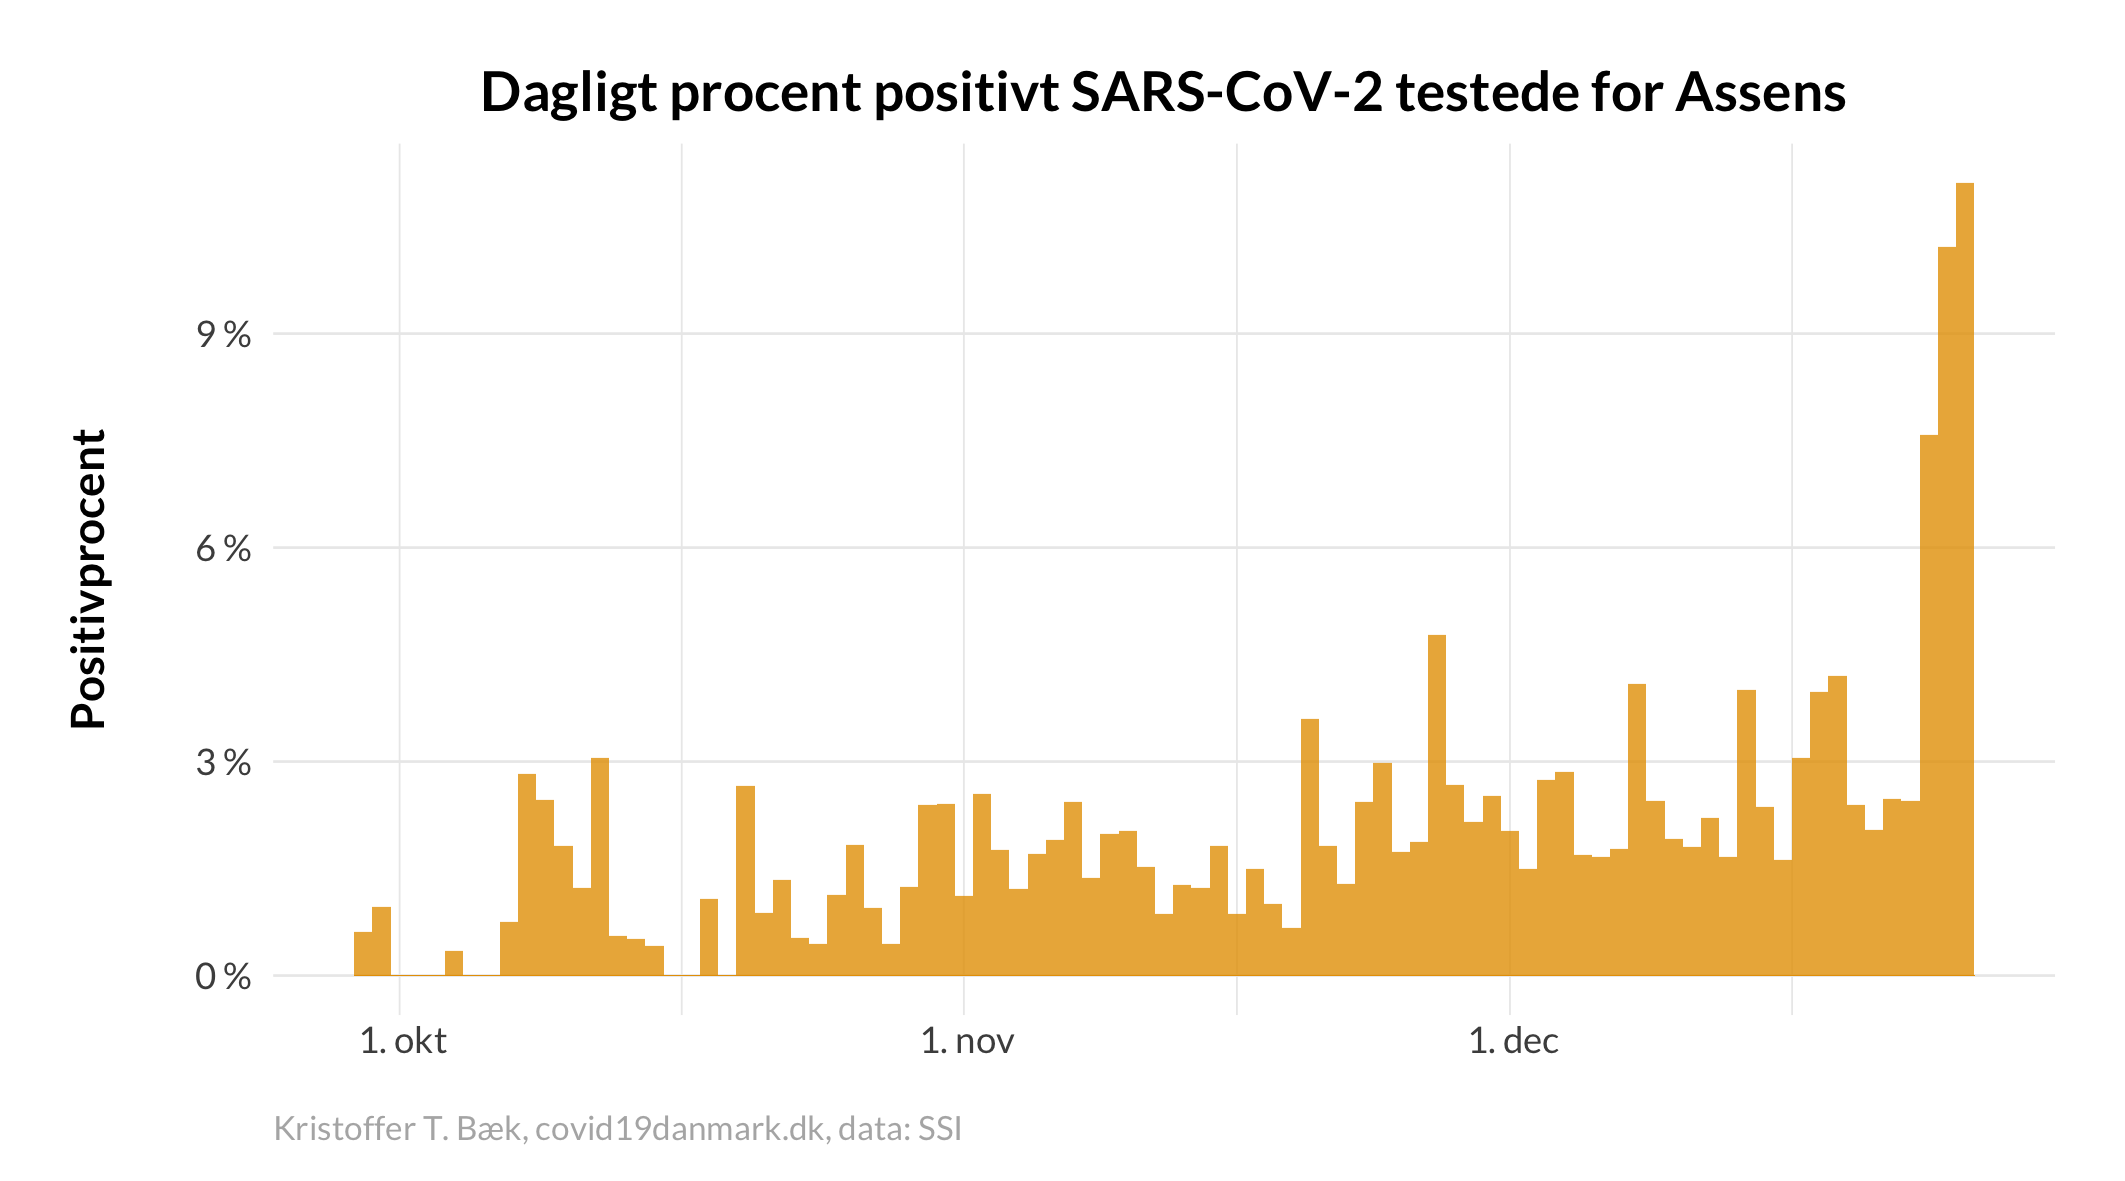 Dagligt procent positivt SARS-CoV-2 testede for Assens
Positivprocent
9 %
6 %
3 %
0 %
1. okt
1. nov
1. dec
Kristoffer T. Bæk, covid19danmark.dk, data: SSI